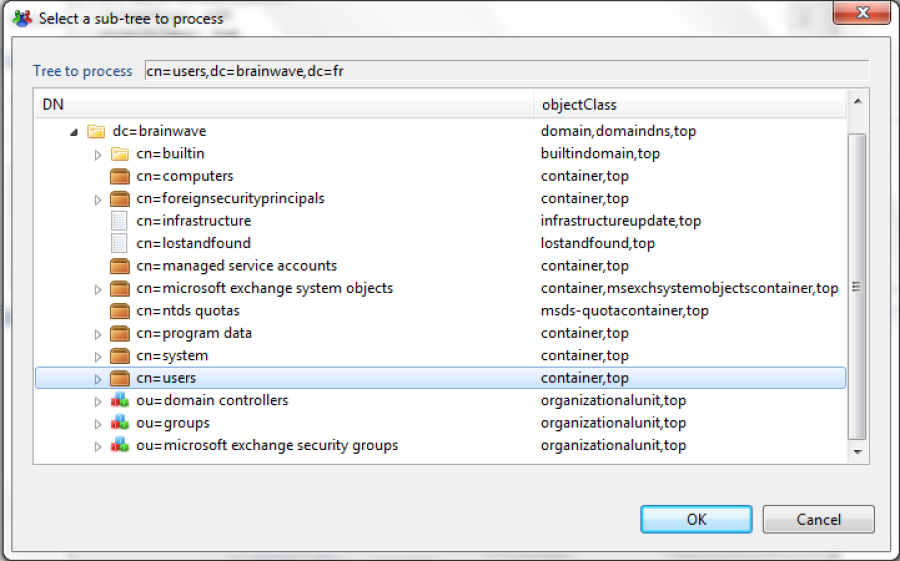 Select a sub-tree to process
Tree to process cn=users,dc=brainwave,dc=fr
DN objectClass
dc=brainwave domain,domaindns,top
cn=builtin builtindomain,top
cn=computers container,top
cn=foreignsecurityprincipals container,top
cn=infrastructure infrastructureupdate,top
cn=lostandfound lostandfound,top
cn=managed service accounts container,top
cn=microsoft exchange system objects container,msexchsystemobjectscontainer,top
cn=ntds quotas msds-quotacontainer,top
cn=program data container,top
cn=system container,top
cn=users container,top
ou=domain controllers organizationalunit,top
ou=groups organizationalunit,top
ou=microsoft exchange security groups organizationalunit,top
OK Cancel